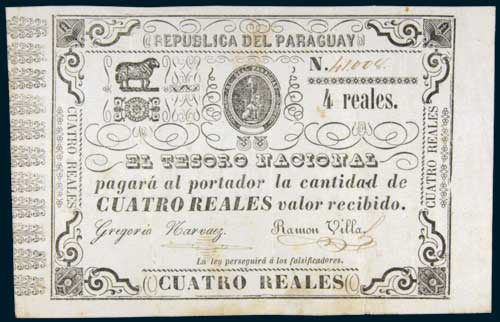 REPUBLICA DEL PARAGUAY
N.
4 reales.
CUATRO REALES
CUATRO REALES
EL TESORO NACIONAL
pagará al portador la cantidad de
CUATRO REALES valor recibido.
Gregorio Narvaez. Ramon Villa
La ley perseguirá á los falsificadores.
CUATRO REALES